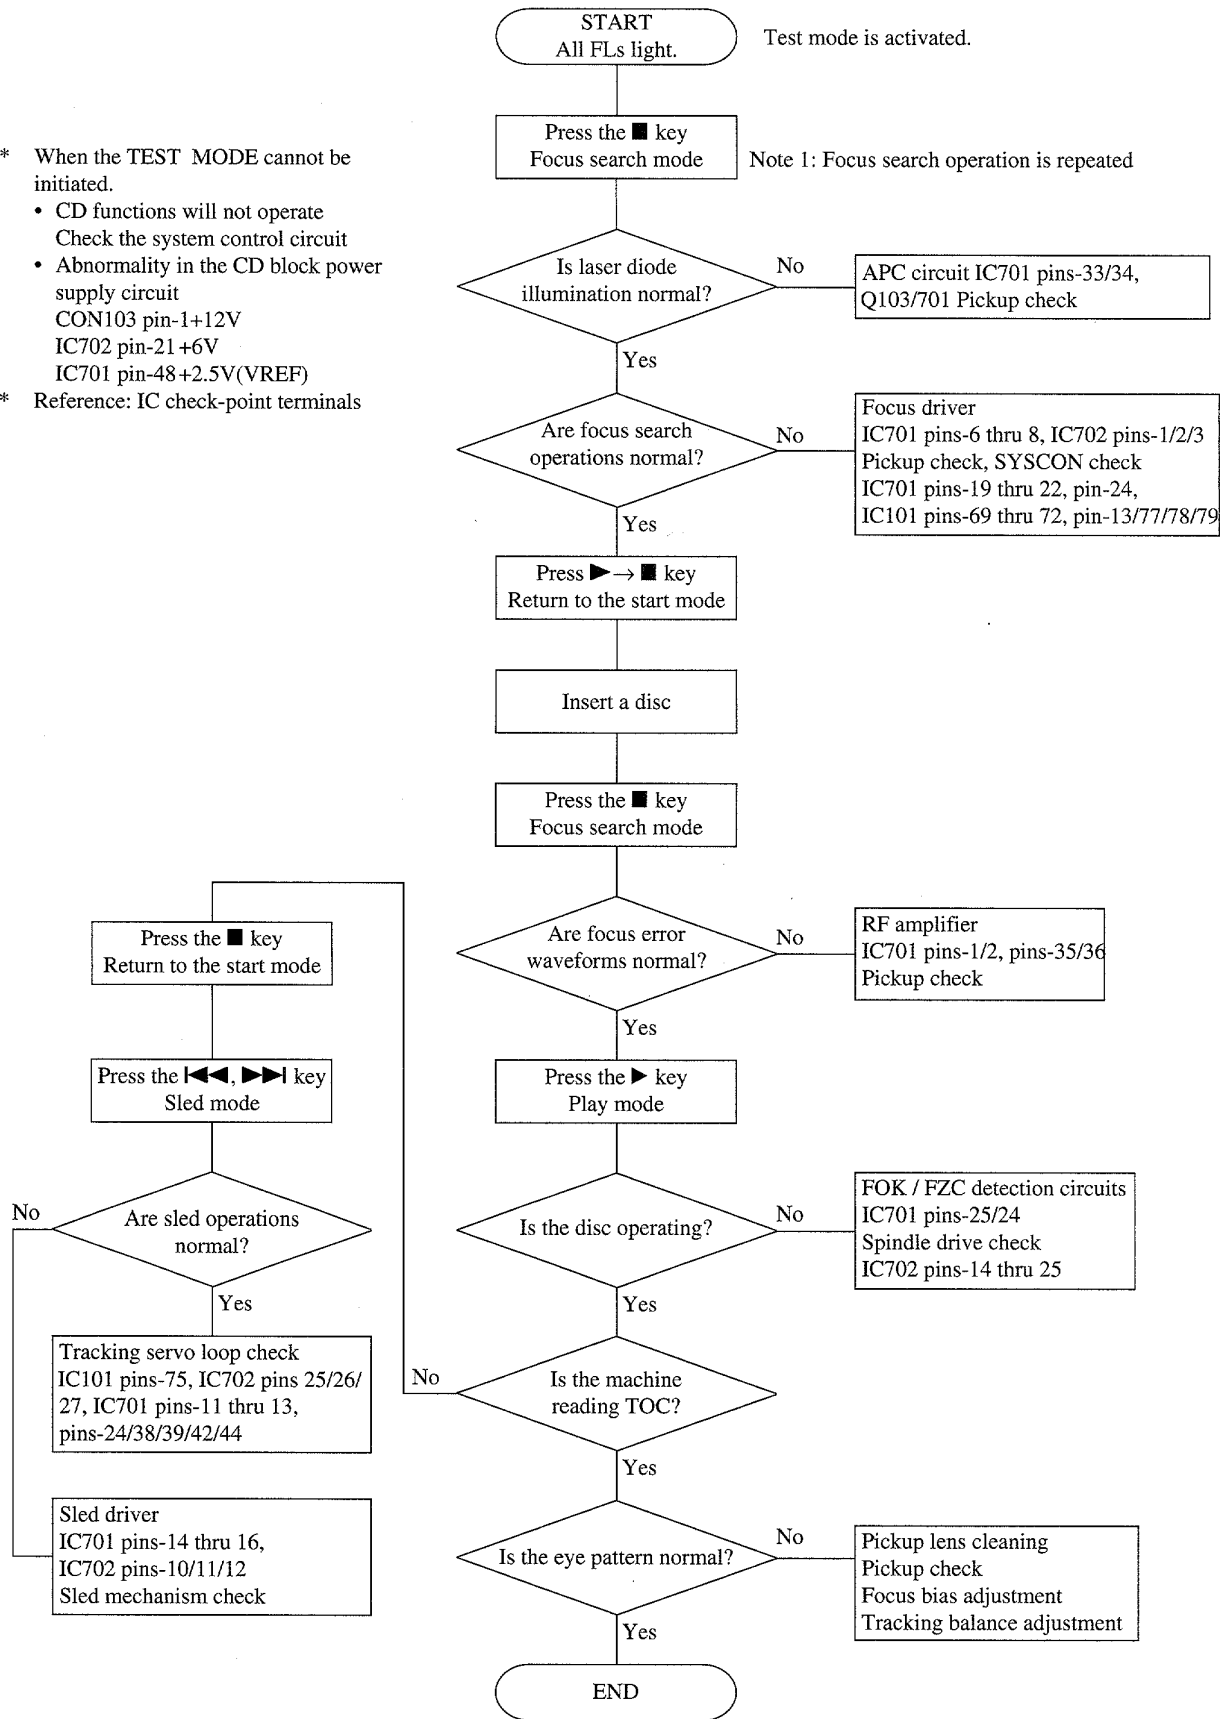 START
All FLs light.
Test mode is activated.
Press the ■ key
Focus search mode
Note 1: Focus search operation is repeated
* When the TEST MODE cannot be
initiated.
• CD functions will not operate
Check the system control circuit
• Abnormality in the CD block power
supply circuit
CON103 pin-1+12V
IC702 pin-21+6V
IC701 pin-48+2.5V(VREF)
* Reference: IC check-point terminals
Is laser diode
illumination normal?
No
APC circuit IC701 pins-33/34,
Q103/701 Pickup check
Yes
Are focus search
operations normal?
No
Focus driver
IC701 pins-6 thru 8, IC702 pins-1/2/3
Pickup check, SYSCON check
IC701 pins-19 thru 22, pin-24,
IC101 pins-69 thru 72, pin-13/77/78/79
Yes
Press ▶→ ■ key
Return to the start mode
Insert a disc
Press the ■ key
Focus search mode
Are focus error
waveforms normal?
No
RF amplifier
IC701 pins-1/2, pins-35/36
Pickup check
Yes
Press the ▶ key
Play mode
Is the disc operating?
No
FOK / FZC detection circuits
IC701 pins-25/24
Spindle drive check
IC702 pins-14 thru 25
Yes
Is the machine
reading TOC?
No
Press the ■ key
Return to the start mode
Press the |◀◀, ▶▶| key
Sled mode
Are sled operations
normal?
No
Yes
Tracking servo loop check
IC101 pins-75, IC702 pins 25/26/
27, IC701 pins-11 thru 13,
pins-24/38/39/42/44
Sled driver
IC701 pins-14 thru 16,
IC702 pins-10/11/12
Sled mechanism check
Yes
Is the eye pattern normal?
No
Pickup lens cleaning
Pickup check
Focus bias adjustment
Tracking balance adjustment
Yes
END